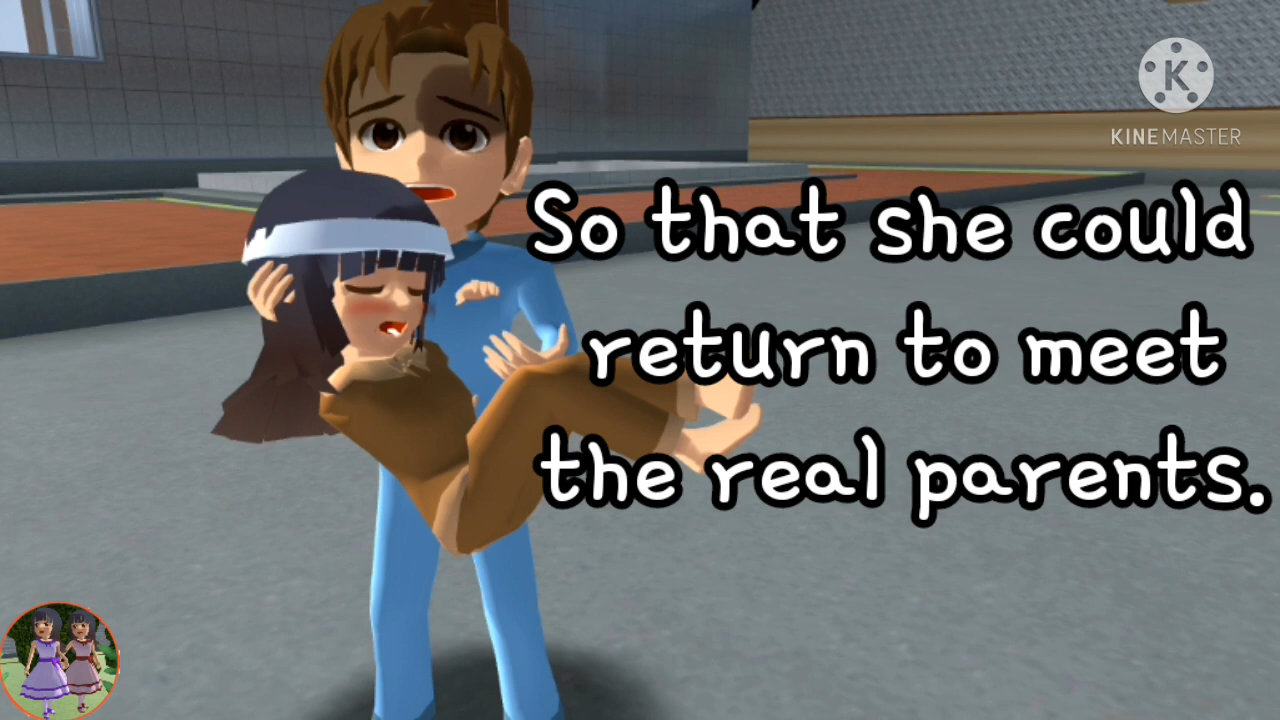 K
KINEMASTER
So that she could
return to meet
the real parents.